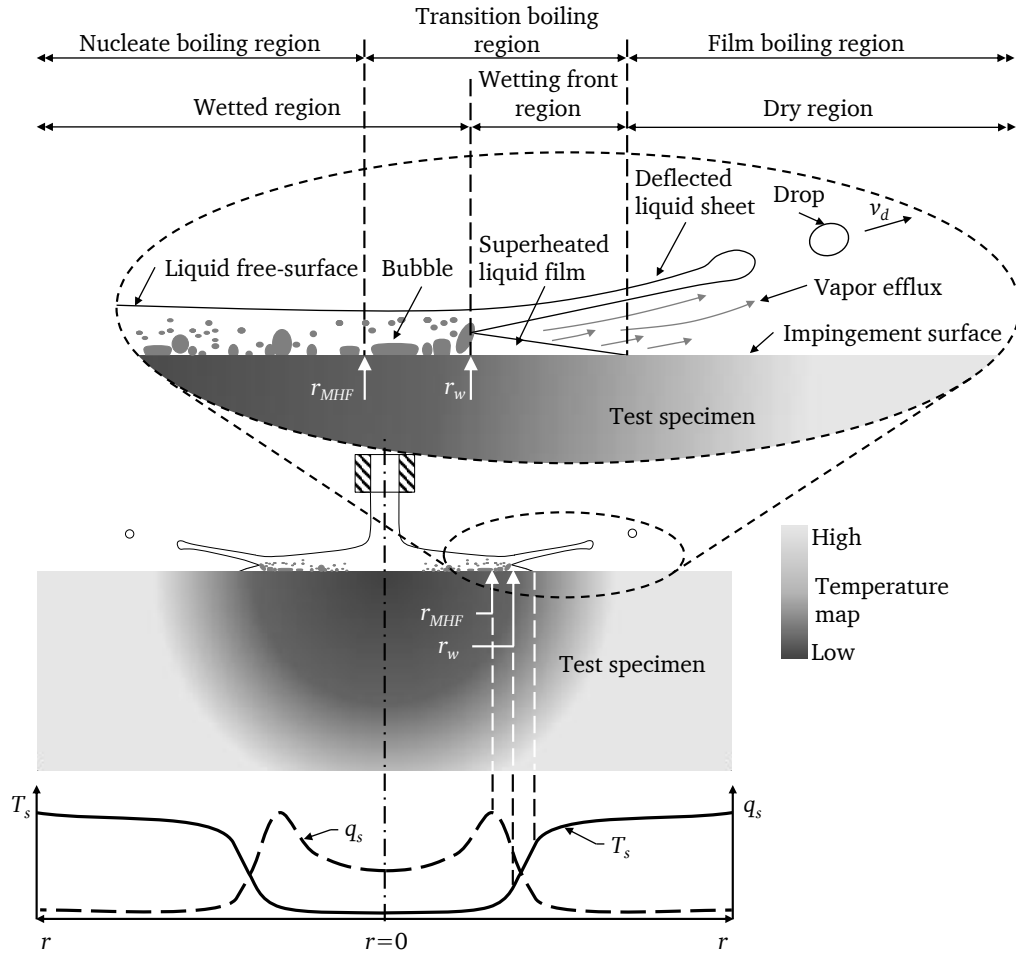 Nucleate boiling region
Transition boiling
region
Film boiling region
Wetted region
Wetting front
region
Dry region
Deflected
liquid sheet
Drop
v_d
Superheated
liquid film
Liquid free-surface
Bubble
Vapor efflux
Impingement surface
r_MHF
r_w
Test specimen
High
Temperature
map
Low
r_MHF
r_w
Test specimen
T_s
q_s
q_s
T_s
r
r=0
r